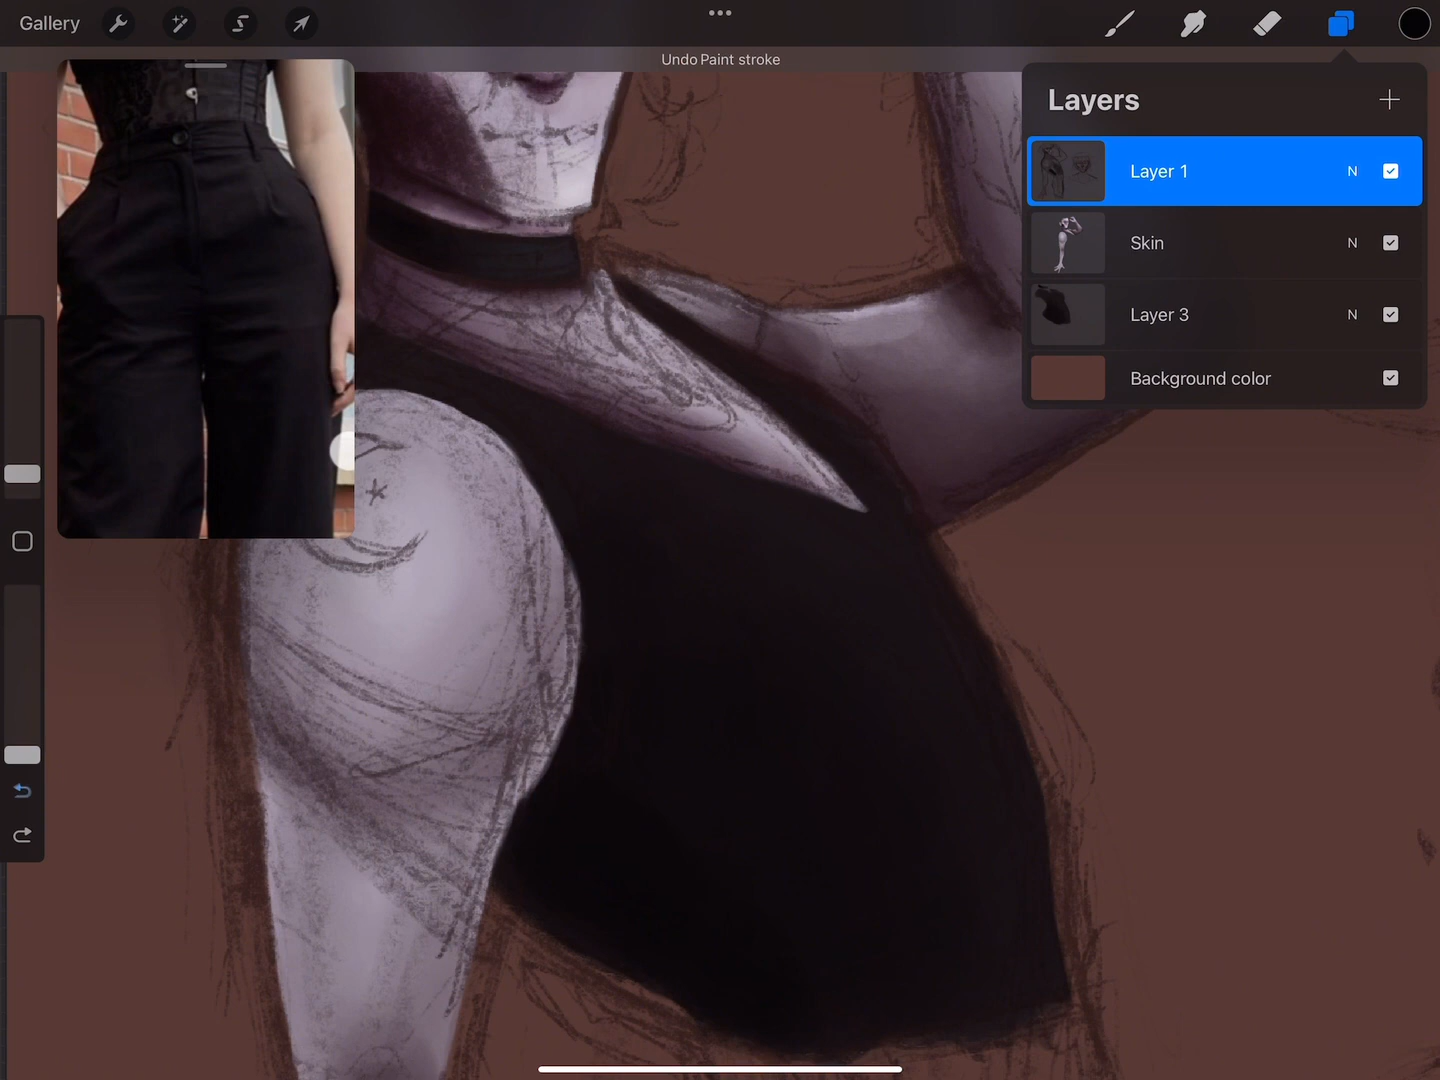 Gallery
Undo Paint stroke
Layers
Layer 1 N
Skin N
Layer 3 N
Background color